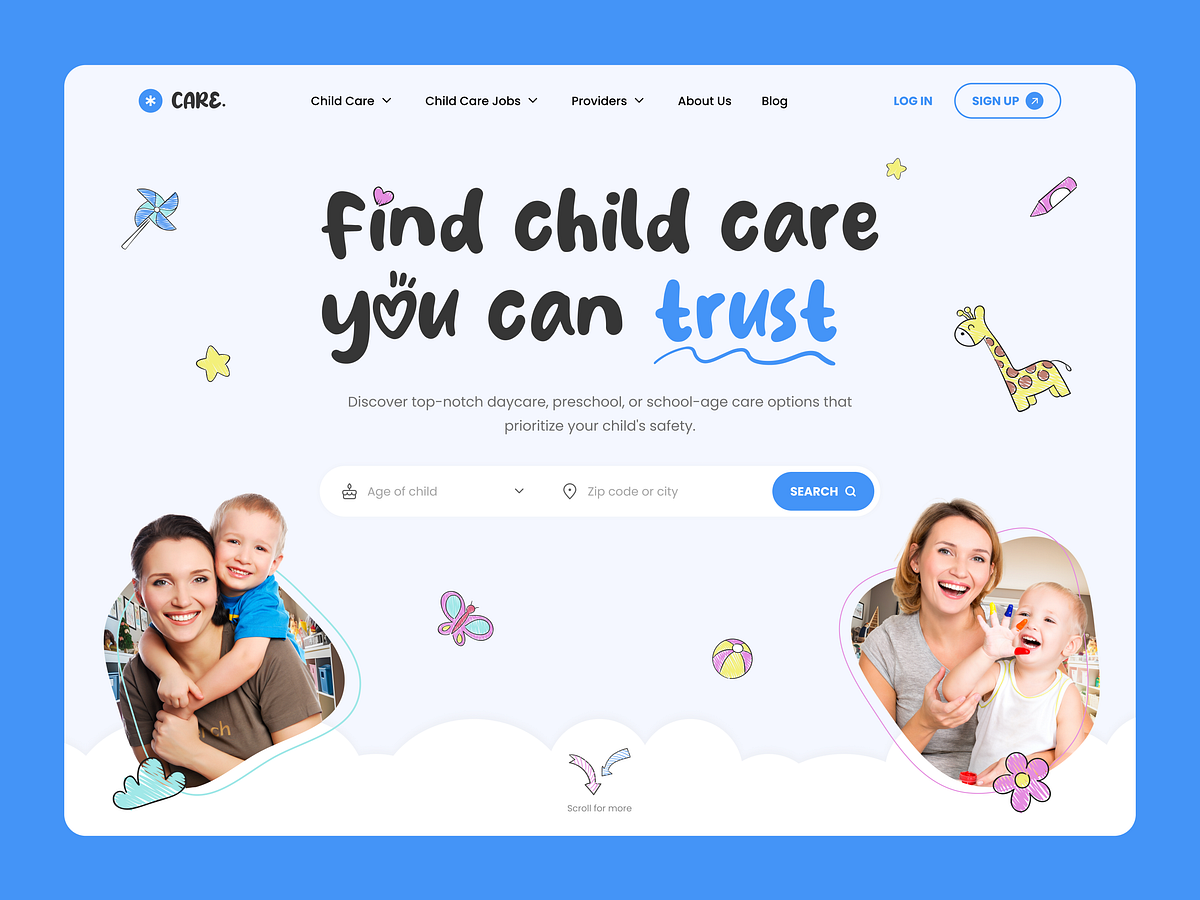 CARE.
Child Care
Child Care Jobs
Providers
About Us
Blog
LOG IN
SIGN UP
find child care
you can trust
Discover top-notch daycare, preschool, or school-age care options that
prioritize your child's safety.
Age of child
Zip code or city
SEARCH
Scroll for more